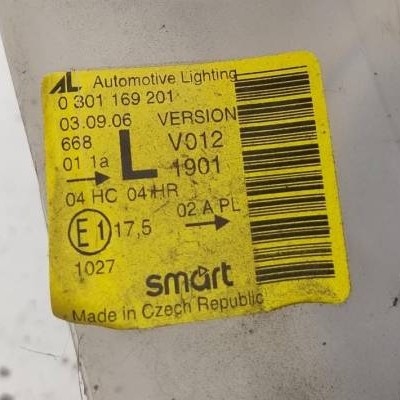 AL Automotive Lighting
0 301 169 201
03.09.06 VERSION
668 L V012
01 1a 1901
04 HC 04 HR
02 A PL
E1 17,5
1027
smart
Made in Czech Republic